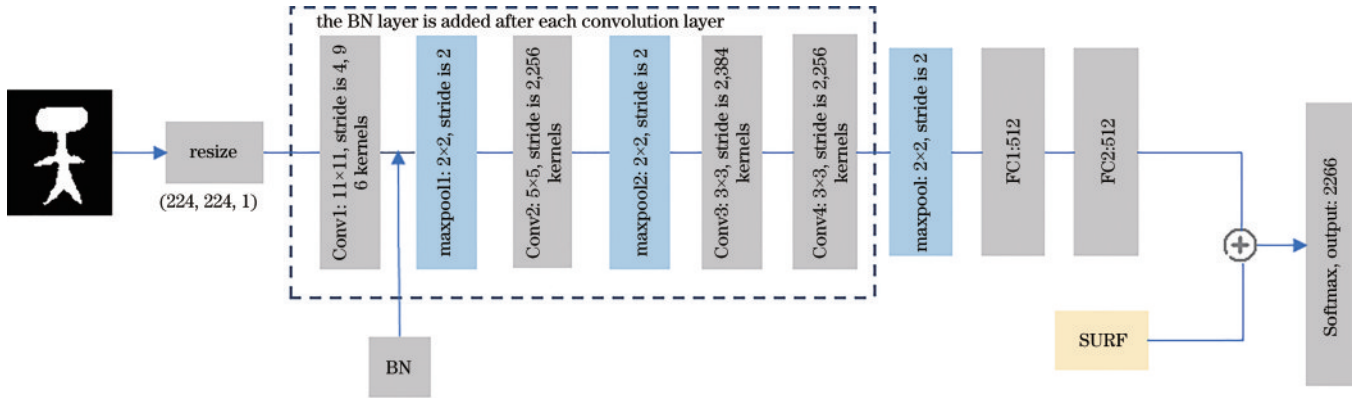 the BN layer is added after each convolution layer
resize
(224, 224, 1)
Conv1: 11×11, stride is 4, 9
6 kernels
maxpool1: 2×2, stride is 2
Conv2: 5×5, stride is 2,256
kernels
maxpool2: 2×2, stride is 2
Conv3: 3×3, stride is 2,384
kernels
Conv4: 3×3, stride is 2,256
kernels
maxpool: 2×2, stride is 2
FC1:512
FC2:512
BN
SURF
Softmax, output: 2266